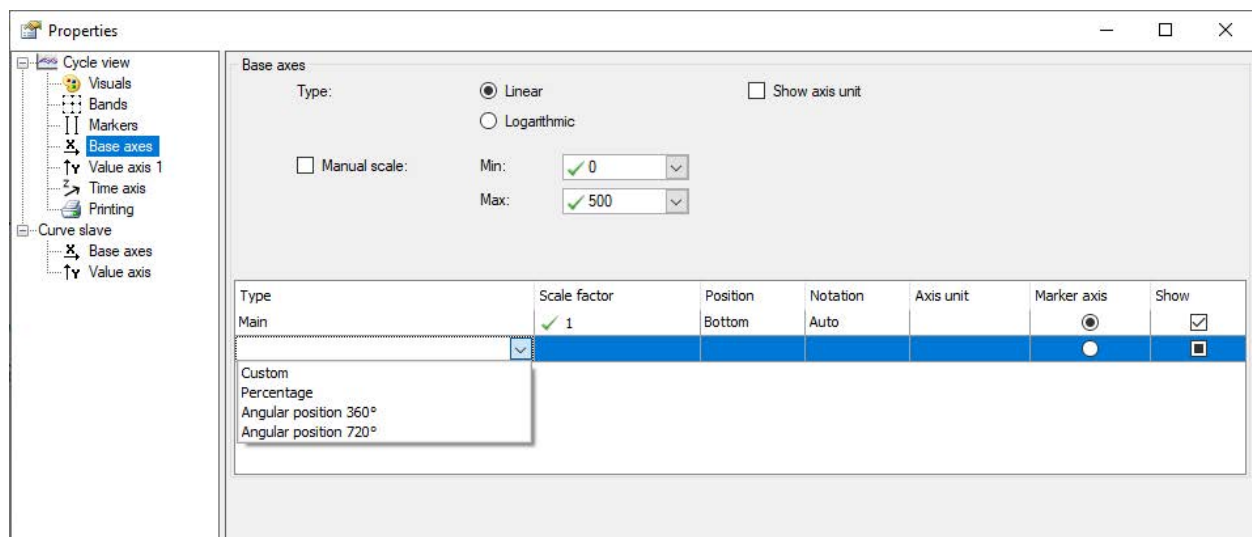 Properties
Cycle view
Visuals
Bands
Markers
Base axes
Value axis 1
Time axis
Printing
Curve slave
Base axes
Value axis
Base axes
Type: Linear Show axis unit
Logarithmic
Manual scale: Min: 0
Max: 500
Type Scale factor Position Notation Axis unit Marker axis Show
Main 1 Bottom Auto
Custom
Percentage
Angular position 360°
Angular position 720°